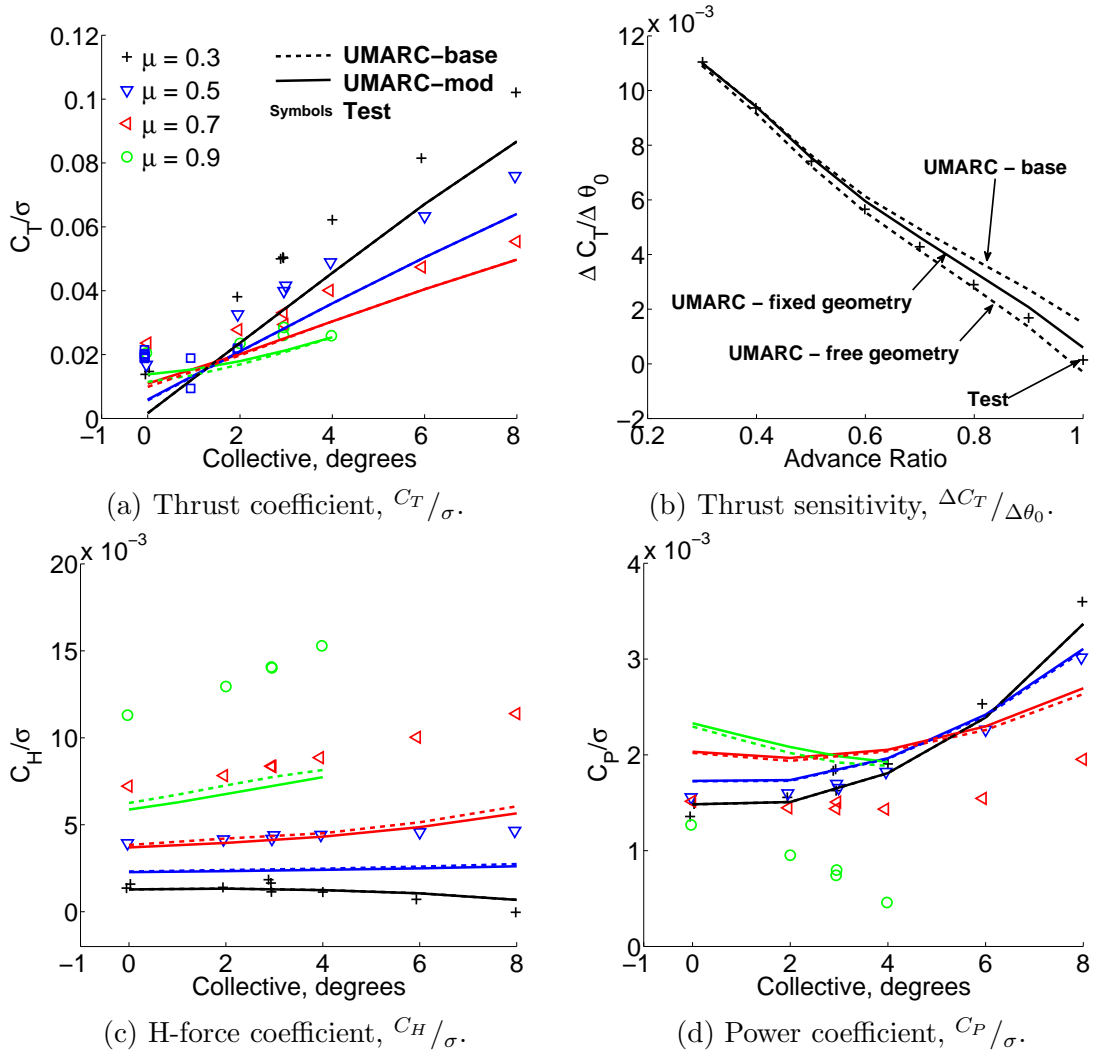 0.12
0.1
0.08
0.06
0.04
0.02
0
C_T/σ
μ = 0.3
μ = 0.5
μ = 0.7
μ = 0.9
UMARC−base
UMARC−mod
Symbols Test
−1 0 2 4 6 8
Collective, degrees
(a) Thrust coefficient, C_T/σ.
x 10⁻³
12
10
8
6
4
2
0
−2
Δ C_T/Δ θ_0
UMARC − base
UMARC − fixed geometry
UMARC − free geometry
Test
0.2 0.4 0.6 0.8 1
Advance Ratio
(b) Thrust sensitivity, ΔC_T/Δθ_0.
x 10⁻³
20
15
10
5
0
C_H/σ
−1 0 2 4 6 8
Collective, degrees
(c) H-force coefficient, C_H/σ.
x 10⁻³
4
3
2
1
0
C_P/σ
−1 0 2 4 6 8
Collective, degrees
(d) Power coefficient, C_P/σ.